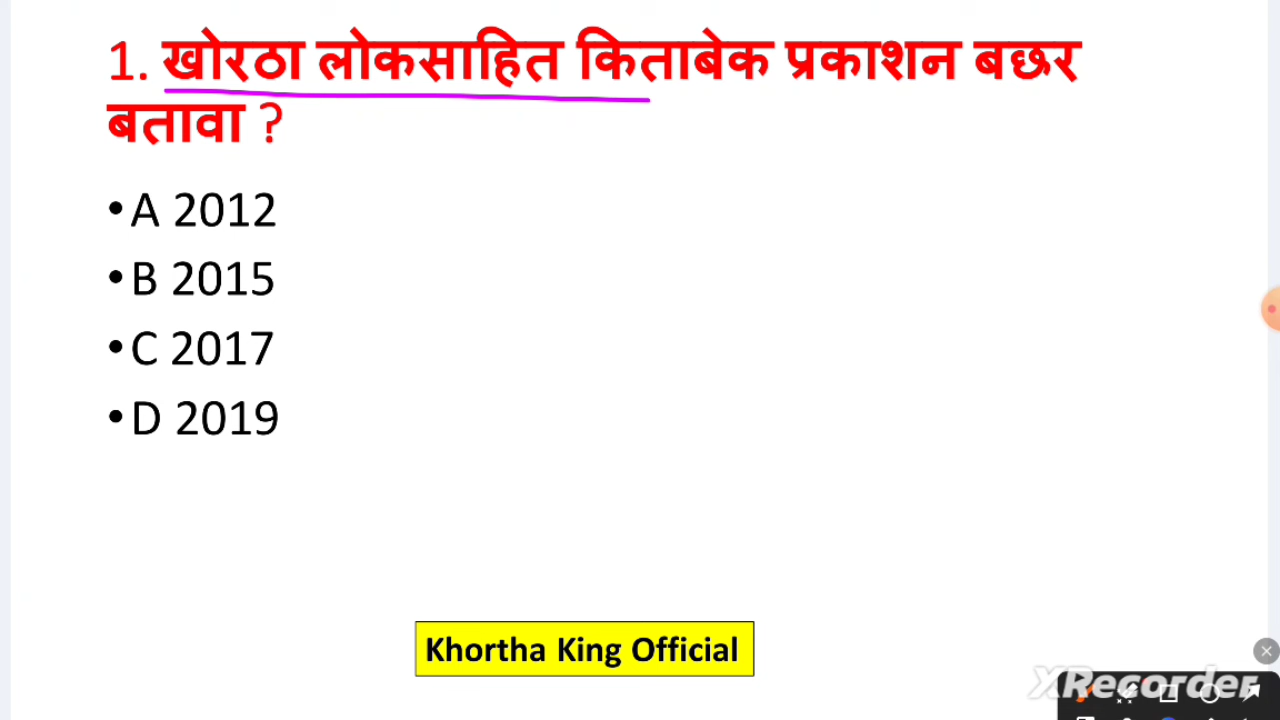 1. खोरठा लोकसाहित किताबेक प्रकाशन बछर
बतावा ?
•A 2012
•B 2015
•C 2017
•D 2019
Khortha King Official
XRecorder